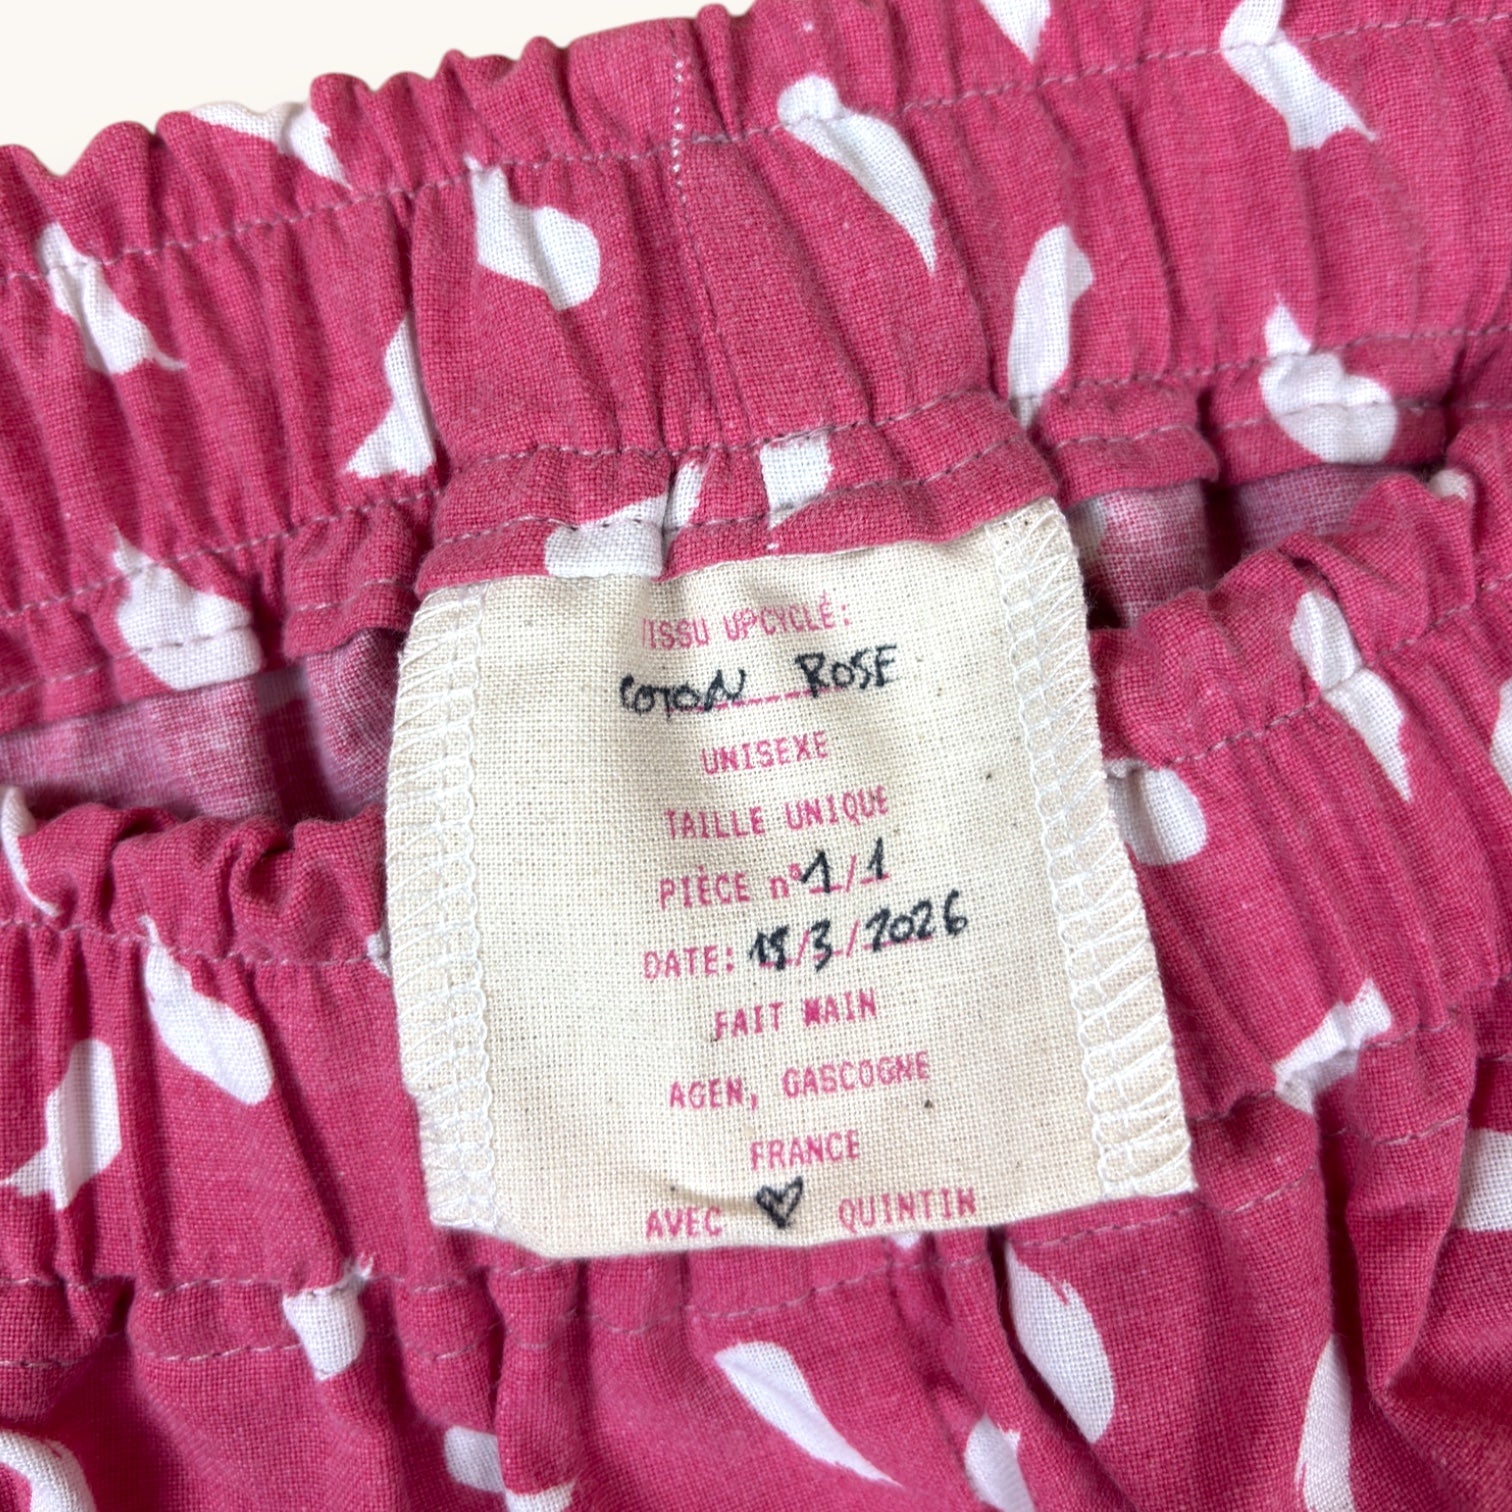 TISSU UPCYCLÉ:
COTON ROSE
UNISEXE
TAILLE UNIQUE
PIÈCE n° 1/1
DATE: 18/3/2026
FAIT MAIN
AGEN, GASCOGNE
FRANCE
AVEC ♡ QUINTIN